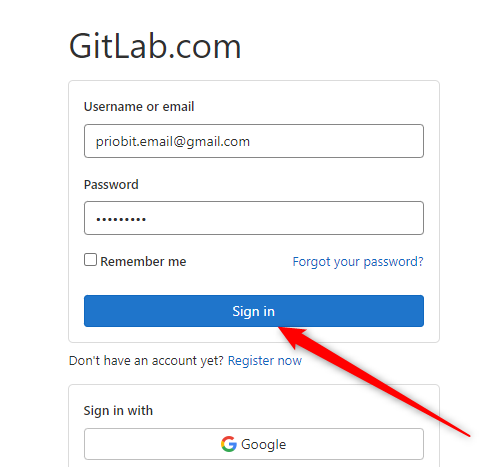 GitLab.com
Username or email
priobit.email@gmail.com
Password
•••••••••
Remember me Forgot your password?
Sign in
Don't have an account yet? Register now
Sign in with
Google